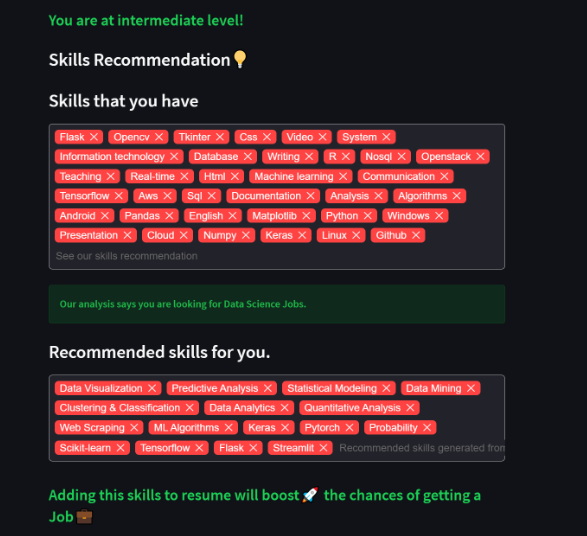 You are at intermediate level!
Skills Recommendation💡
Skills that you have
Flask × Opencv × Tkinter × Css × Video × System ×
Information technology × Database × Writing × R × Nosql × Openstack ×
Teaching × Real-time × Html × Machine learning × Communication ×
Tensorflow × Aws × Sql × Documentation × Analysis × Algorithms ×
Android × Pandas × English × Matplotlib × Python × Windows ×
Presentation × Cloud × Numpy × Keras × Linux × Github ×
See our skills recommendation
Our analysis says you are looking for Data Science Jobs.
Recommended skills for you.
Data Visualization × Predictive Analysis × Statistical Modeling × Data Mining ×
Clustering & Classification × Data Analytics × Quantitative Analysis ×
Web Scraping × ML Algorithms × Keras × Pytorch × Probability ×
Scikit-learn × Tensorflow × Flask × Streamlit × Recommended skills generated from
Adding this skills to resume will boost🚀 the chances of getting a
Job💼